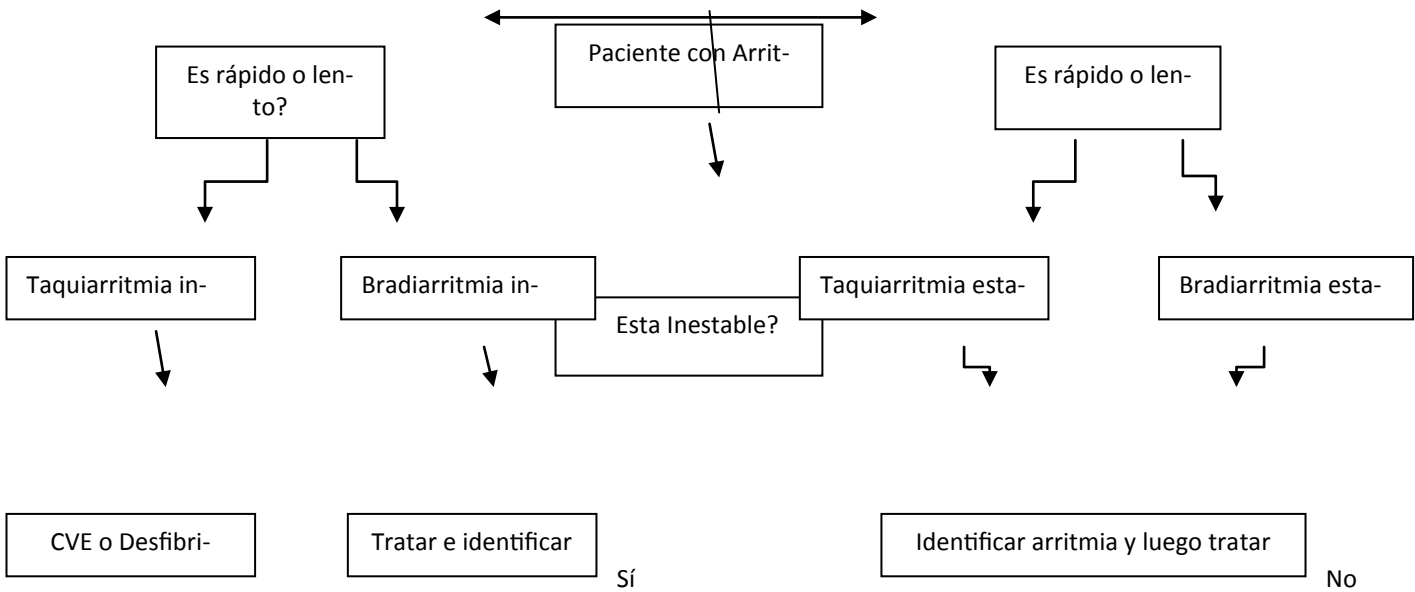 Paciente con Arrit-
Es rápido o len-
to?
Es rápido o len-
Taquiarritmia in-
Bradiarritmia in-
Esta Inestable?
Taquiarritmia esta-
Bradiarritmia esta-
CVE o Desfibri-
Tratar e identificar
Sí
Identificar arritmia y luego tratar
No